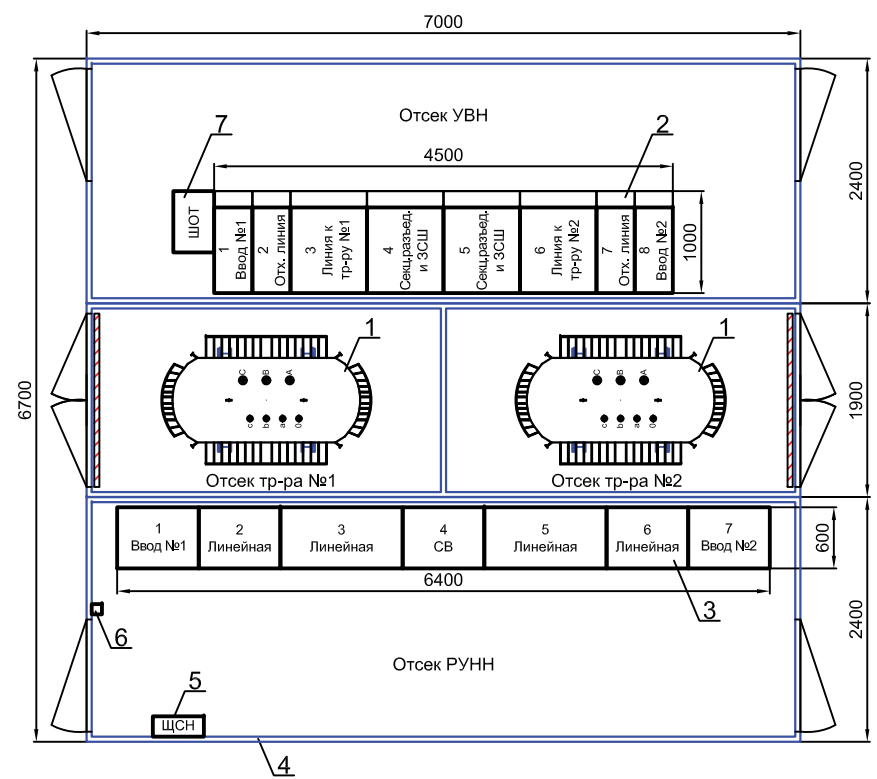 7000
Отсек УВН
7
2
4500
ШОТ
1
Ввод №1
2
Отх. линия
3
Линия к
тр-ру №1
4
Секц.разъед.
и ЗСШ
5
Секц.разъед.
и ЗСШ
6
Линия к
тр-ру №2
7
Отх. линия
8
Ввод №2
1000
2400
6700
1
C B A
c b a 0
Отсек тр-ра №1
1
C B A
c b a 0
Отсек тр-ра №2
1900
1
Ввод №1
2
Линейная
3
Линейная
4
СВ
5
Линейная
6
Линейная
7
Ввод №2
600
6400
3
6
2400
Отсек РУНН
5
ЩСН
4